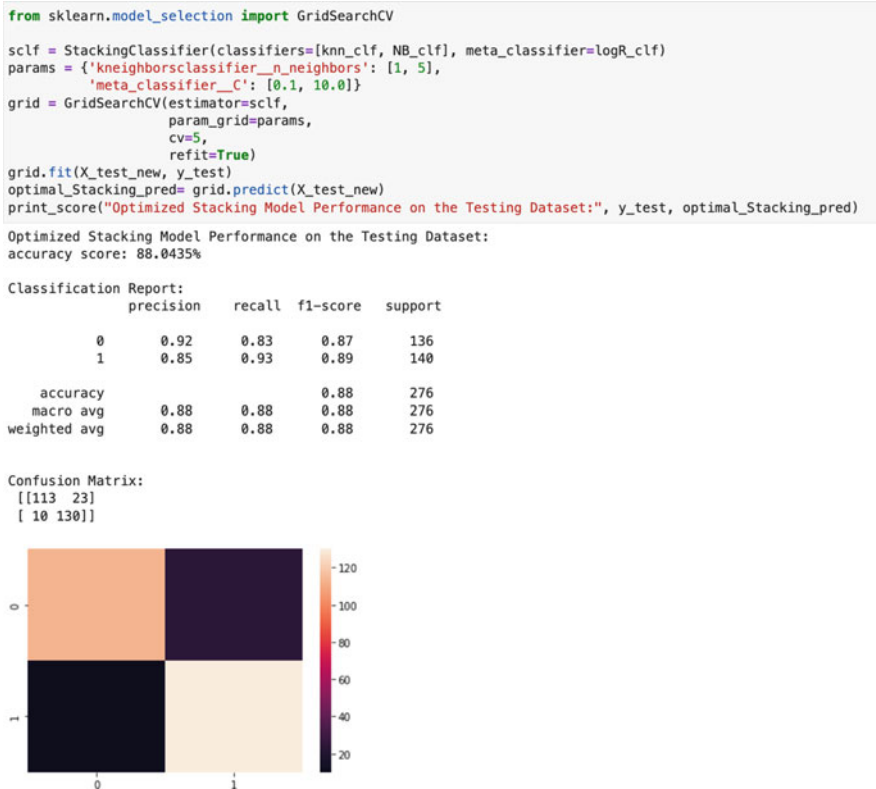 from sklearn.model_selection import GridSearchCV
sclf = StackingClassifier(classifiers=[knn_clf, NB_clf], meta_classifier=logR_clf)
params = {'kneighborsclassifier__n_neighbors': [1, 5],
'meta_classifier__C': [0.1, 10.0]}
grid = GridSearchCV(estimator=sclf,
param_grid=params,
cv=5,
refit=True)
grid.fit(X_test_new, y_test)
optimal_Stacking_pred= grid.predict(X_test_new)
print_score("Optimized Stacking Model Performance on the Testing Dataset:", y_test, optimal_Stacking_pred)
Optimized Stacking Model Performance on the Testing Dataset:
accuracy score: 88.0435%
Classification Report:
precision recall f1-score support
0 0.92 0.83 0.87 136
1 0.85 0.93 0.89 140
accuracy 0.88 276
macro avg 0.88 0.88 0.88 276
weighted avg 0.88 0.88 0.88 276
Confusion Matrix:
[[113 23]
[ 10 130]]
120
0
100
80
60
1
40
20
0 1